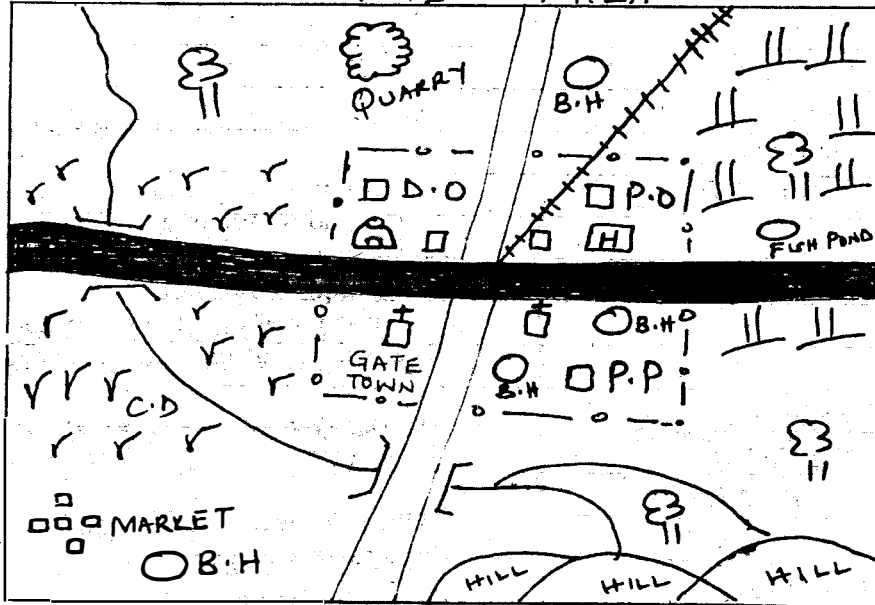 QUARRY
B.H
D.O
P.O
H
FISH POND
B.H
GATE
TOWN
B.H
P.P
C.D
MARKET
B.H
HILL
HILL
HILL